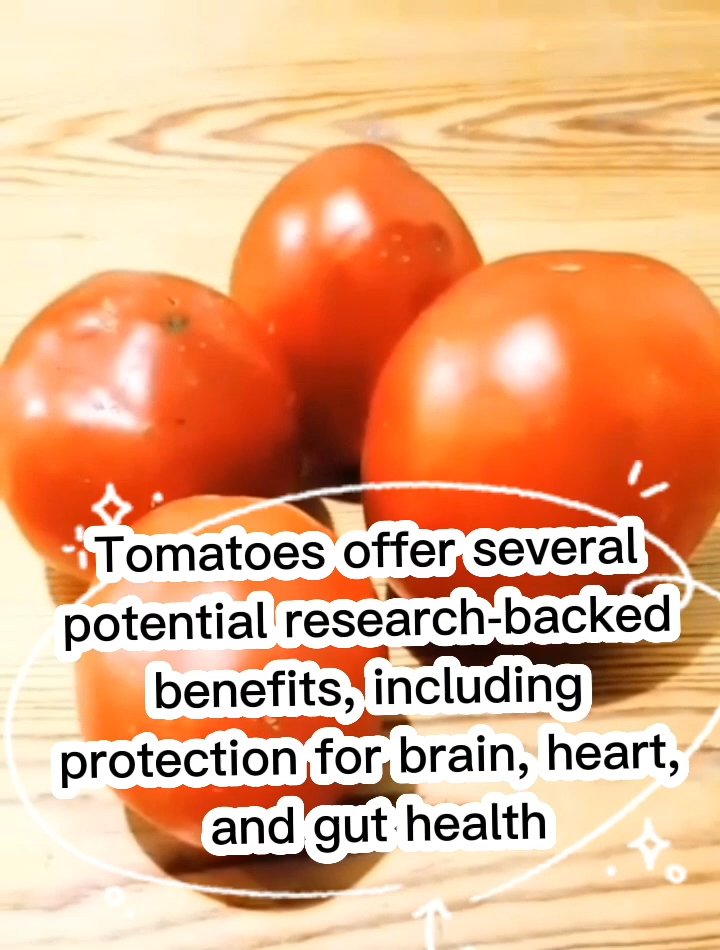 Tomatoes offer several
potential research-backed
benefits, including
protection for brain, heart,
and gut health